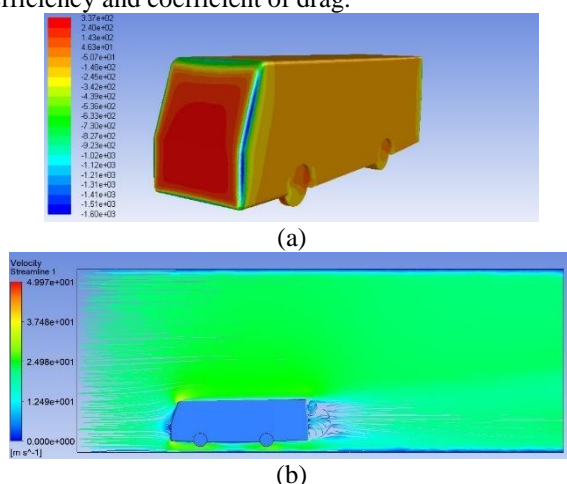 efficiency and coefficient of drag.
3.37e+02
2.40e+02
1.43e+02
4.63e+01
-5.07e+01
-1.48e+02
-2.45e+02
-3.42e+02
-4.39e+02
-5.36e+02
-6.33e+02
-7.30e+02
-8.27e+02
-9.23e+02
-1.02e+03
-1.12e+03
-1.21e+03
-1.31e+03
-1.41e+03
-1.51e+03
-1.60e+03
(a)
Velocity
Streamline 1
4.997e+001
3.748e+001
2.498e+001
1.249e+001
0.000e+000
[m s^-1]
(b)